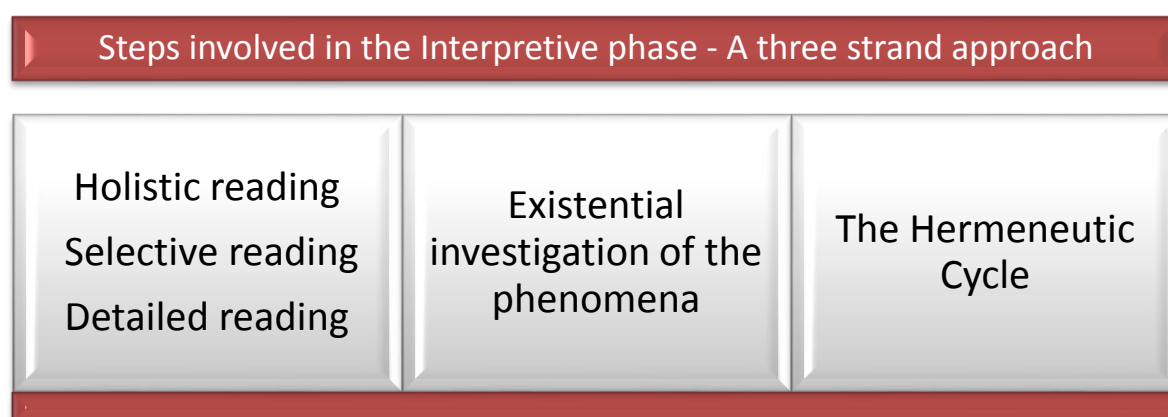 Steps involved in the Interpretive phase - A three strand approach
Holistic reading
Selective reading
Detailed reading
Existential
investigation of the
phenomena
The Hermeneutic
Cycle